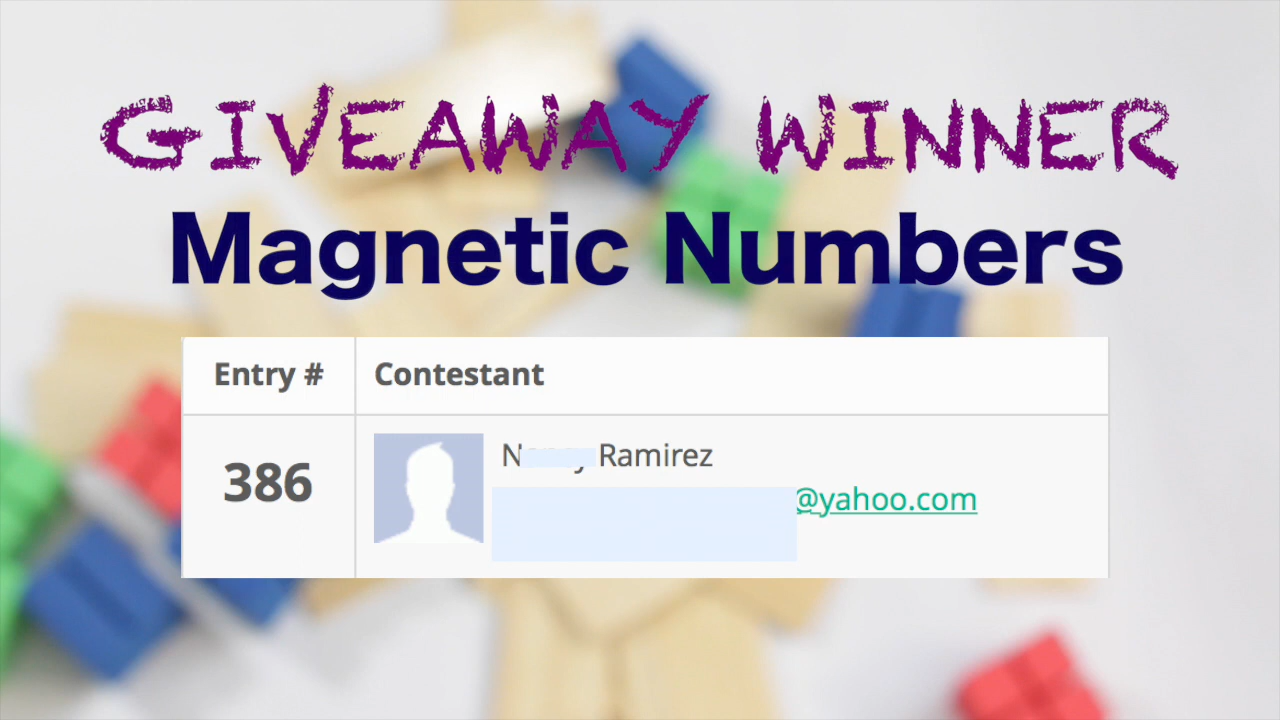 GIVEAWAY WINNER
Magnetic Numbers
Entry # Contestant
386
Ramirez
@yahoo.com